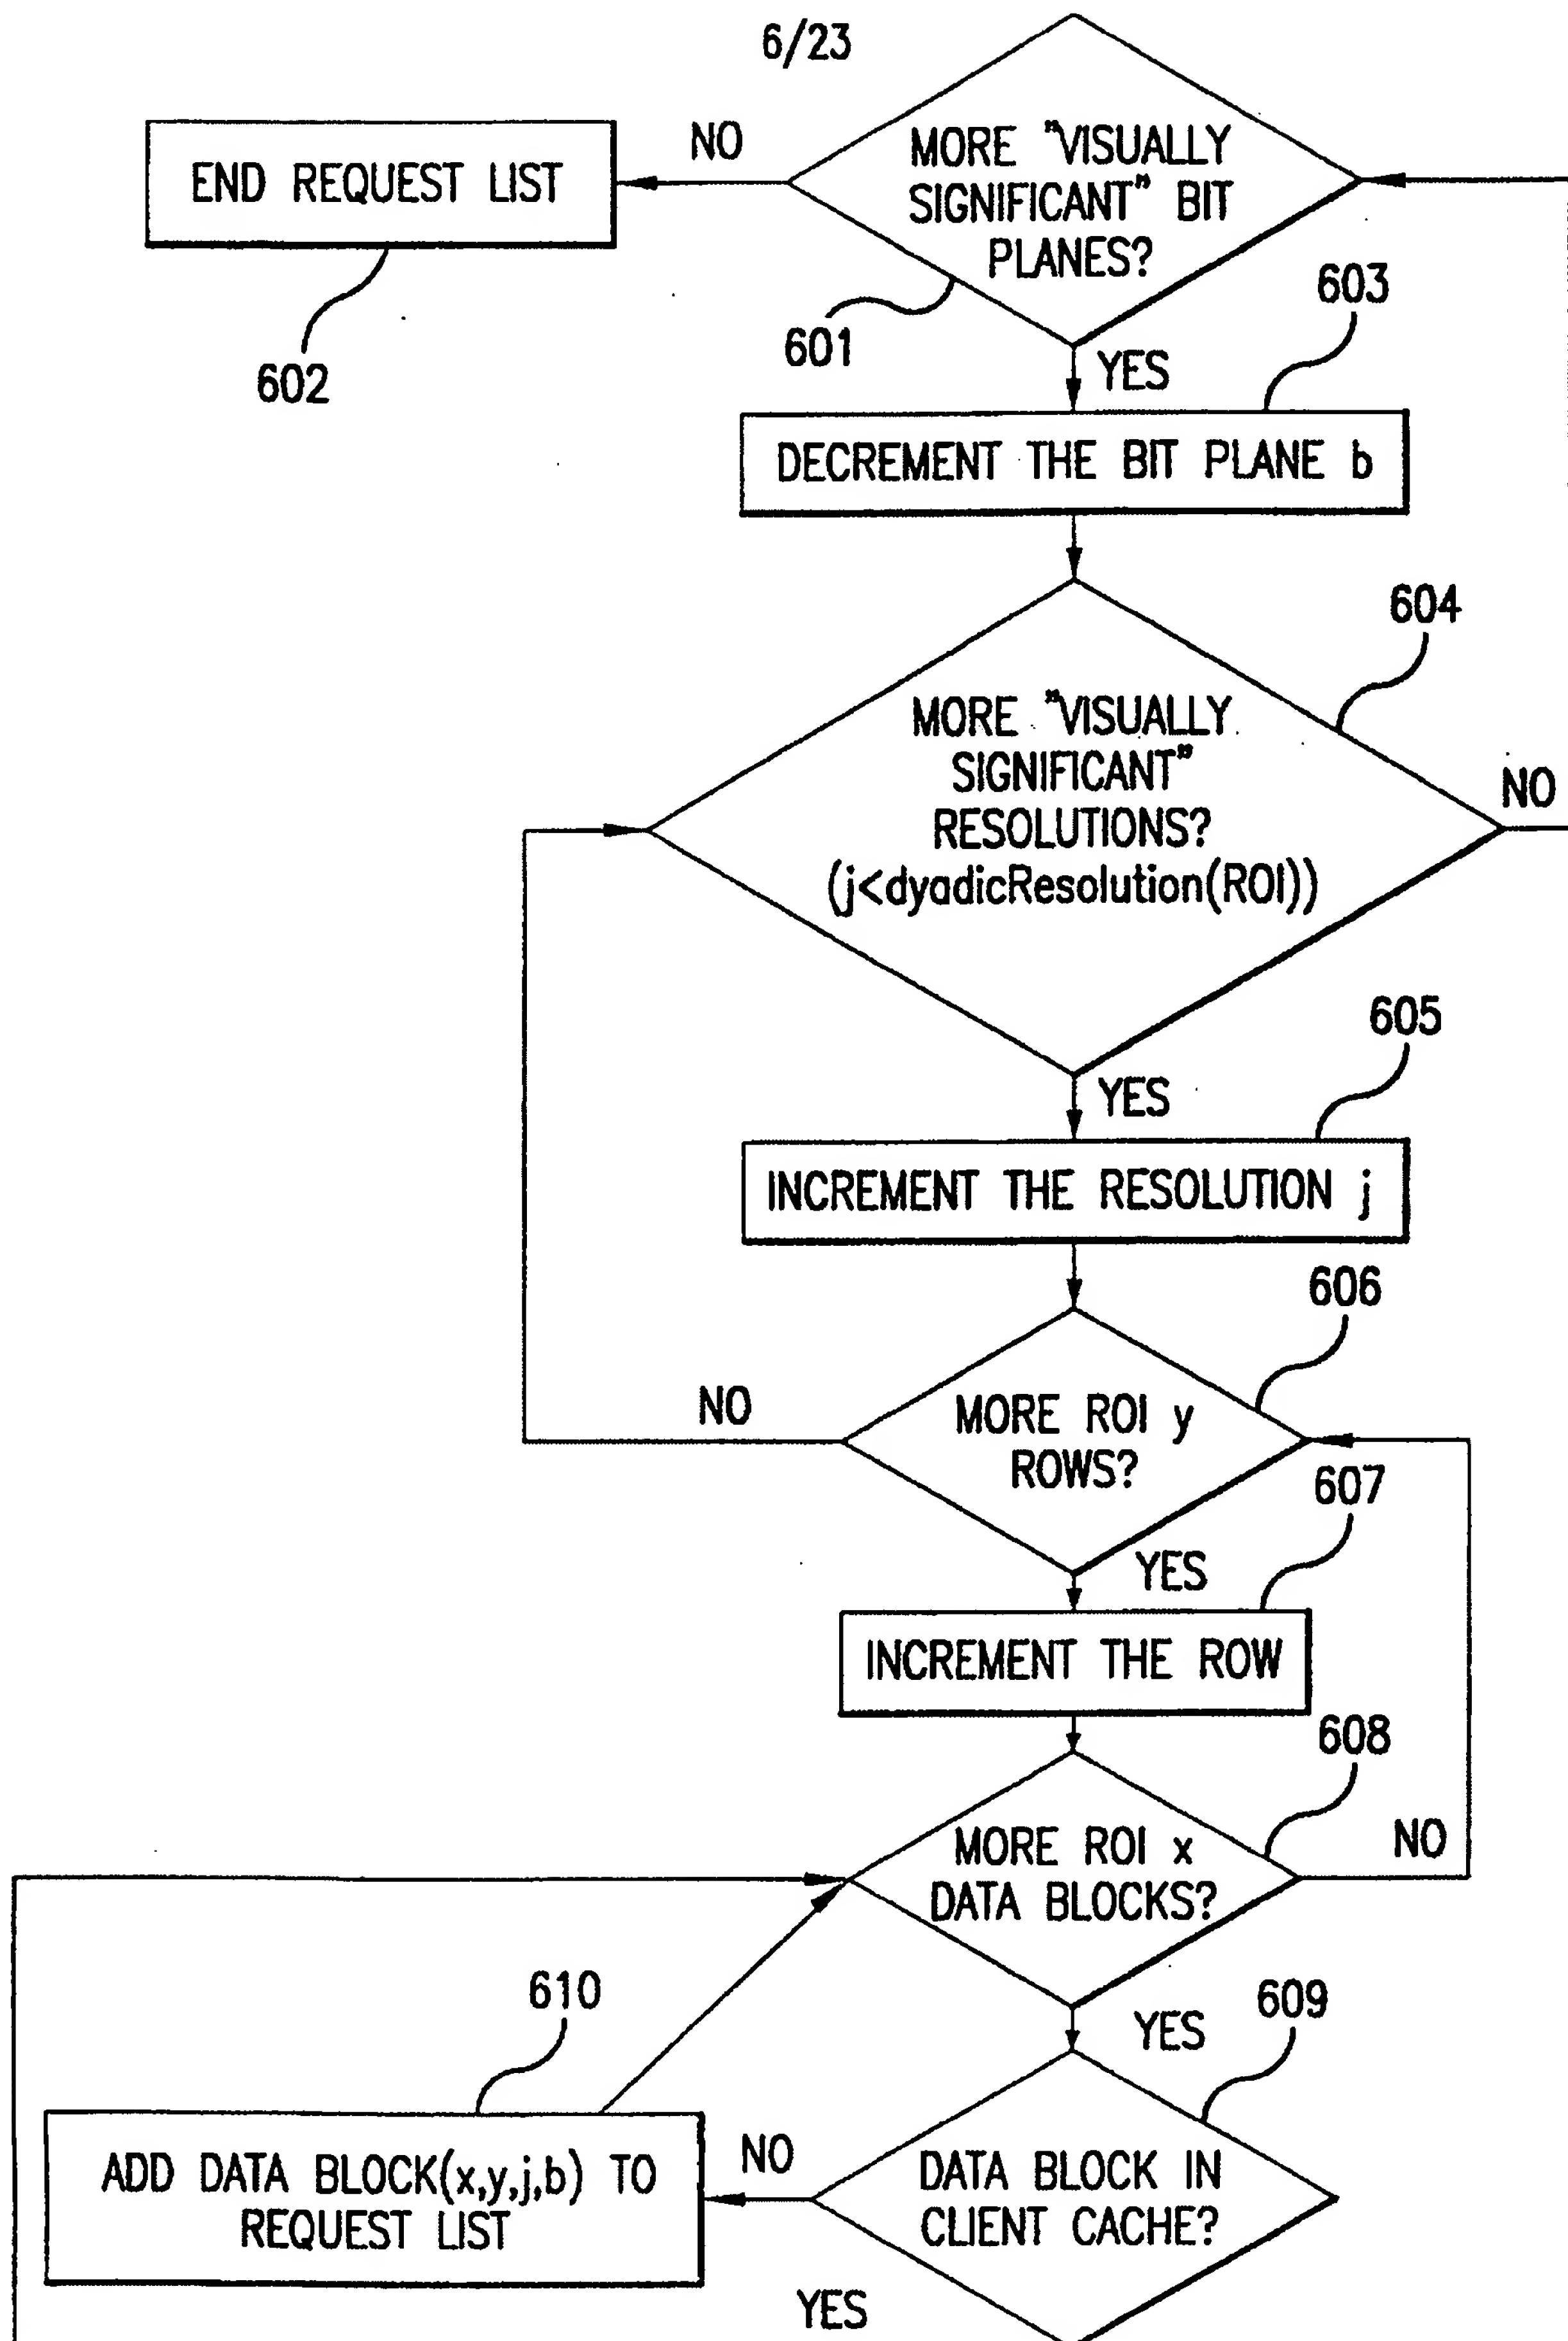 6/23
MORE "VISUALLY
SIGNIFICANT" BIT
PLANES?
NO
END REQUEST LIST
601
602
603
YES
DECREMENT THE BIT PLANE b
604
MORE "VISUALLY
SIGNIFICANT"
RESOLUTIONS?
(j<dyadicResolution(ROI))
NO
605
YES
INCREMENT THE RESOLUTION j
606
NO
MORE ROI y
ROWS?
607
YES
INCREMENT THE ROW
608
MORE ROI x
DATA BLOCKS?
NO
610
YES
609
ADD DATA BLOCK(x,y,j,b) TO
REQUEST LIST
NO
DATA BLOCK IN
CLIENT CACHE?
YES